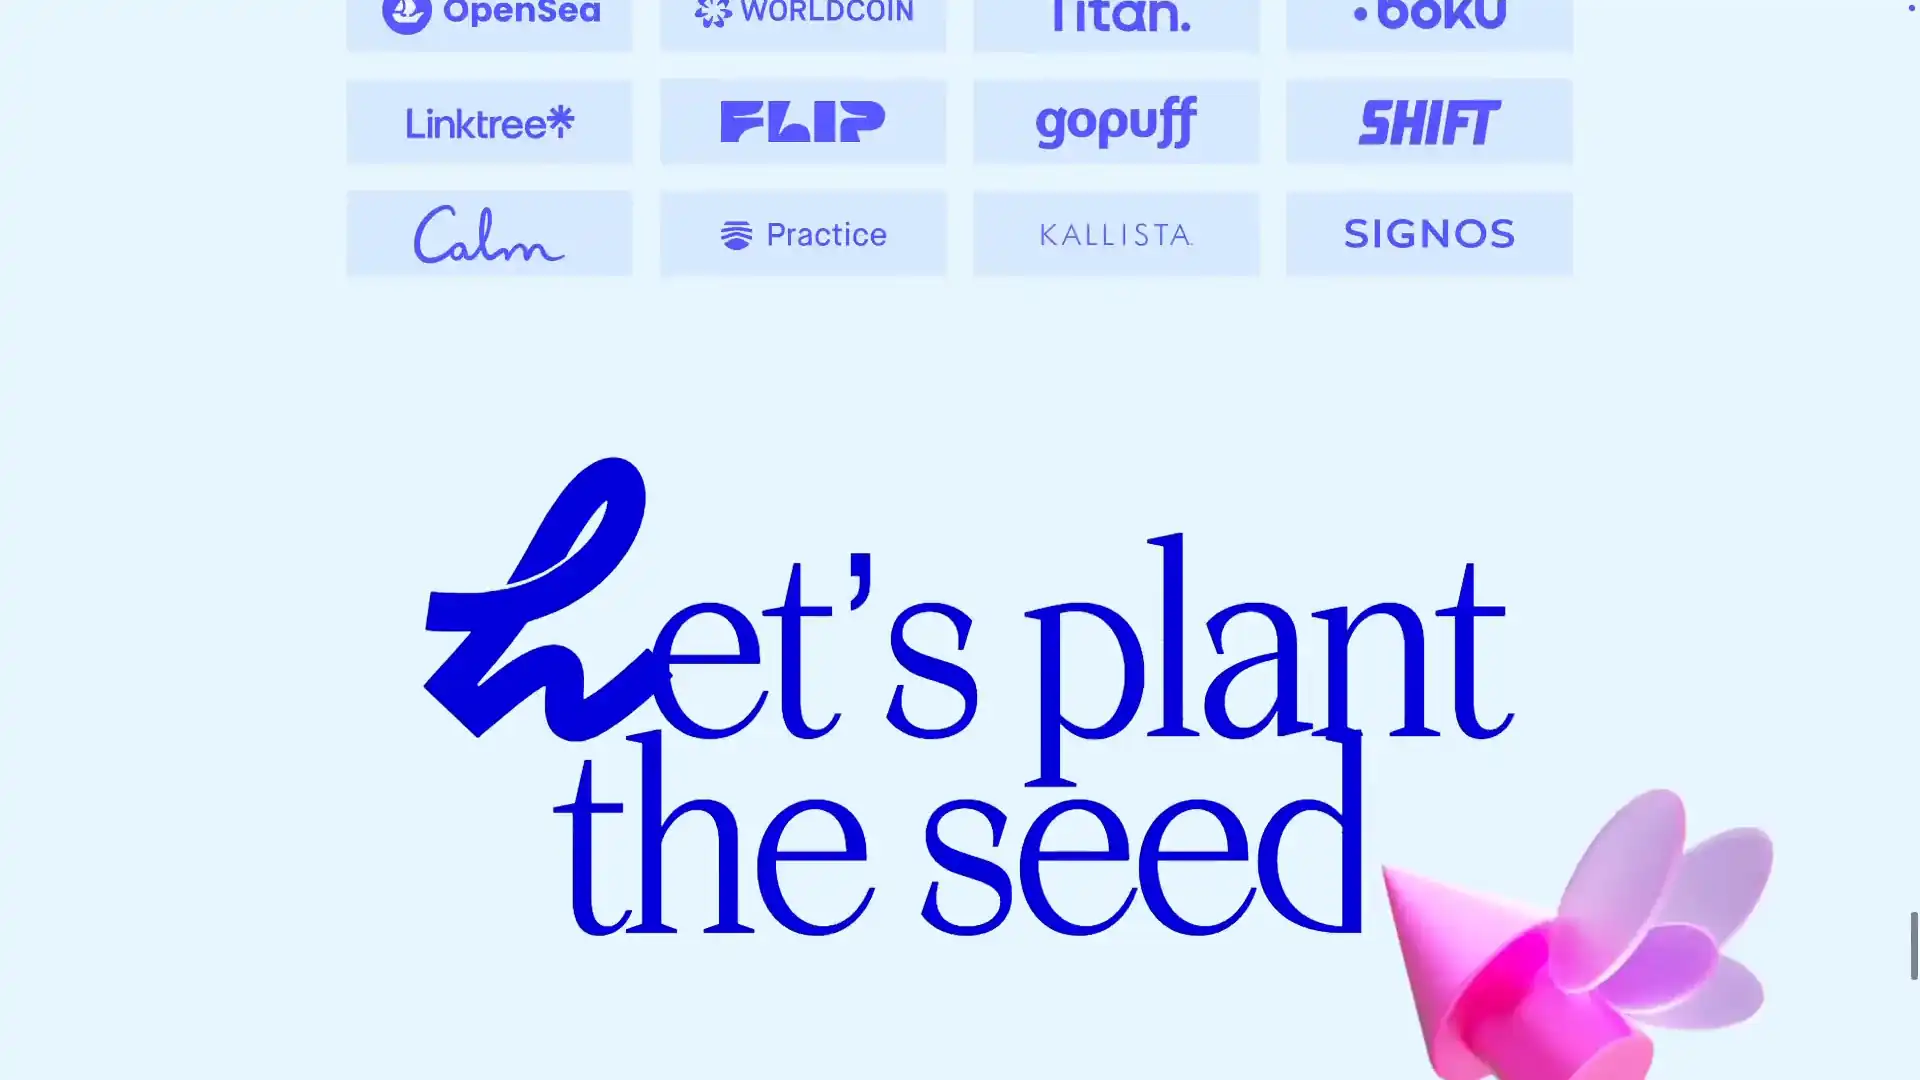 OpenSea WORLDCOIN Titan. boku
Linktree FLIP gopuff SHIFT
Calm Practice KALLISTA SIGNOS
Let’s plant
the seed